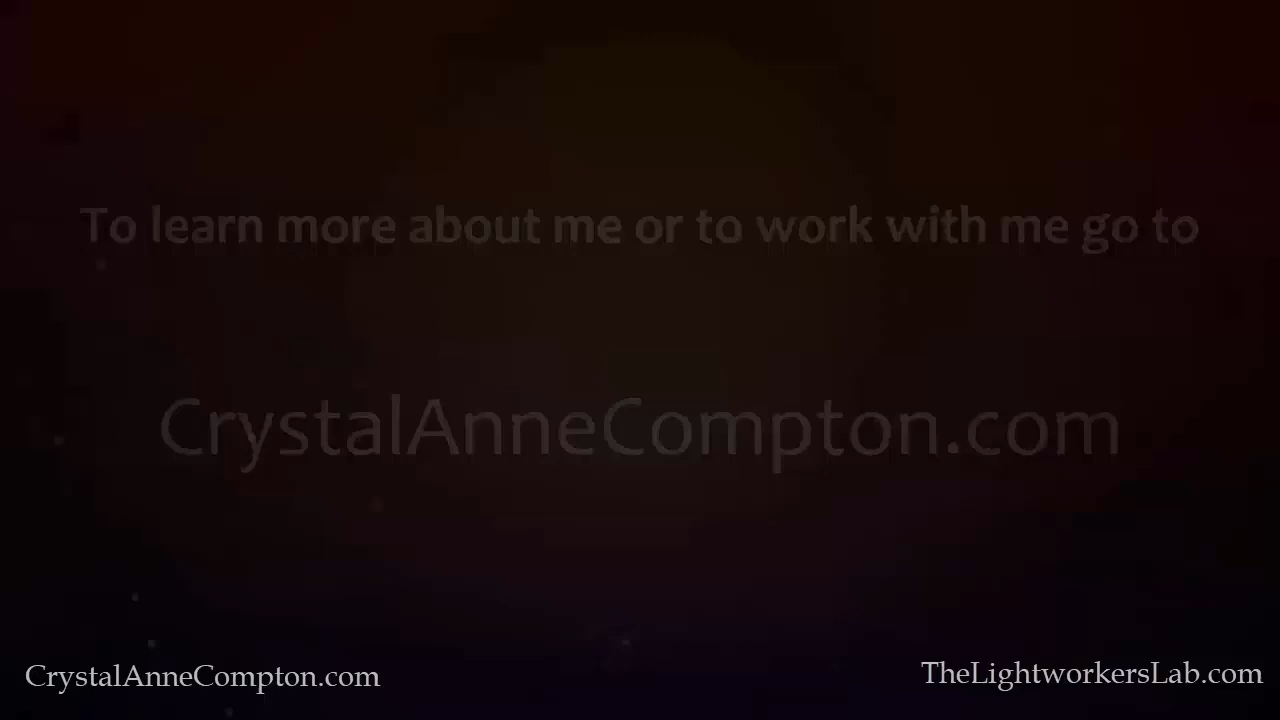 To learn more about me or to work with me go to
CrystalAnneCompton.com
CrystalAnneCompton.com
TheLightworkersLab.com